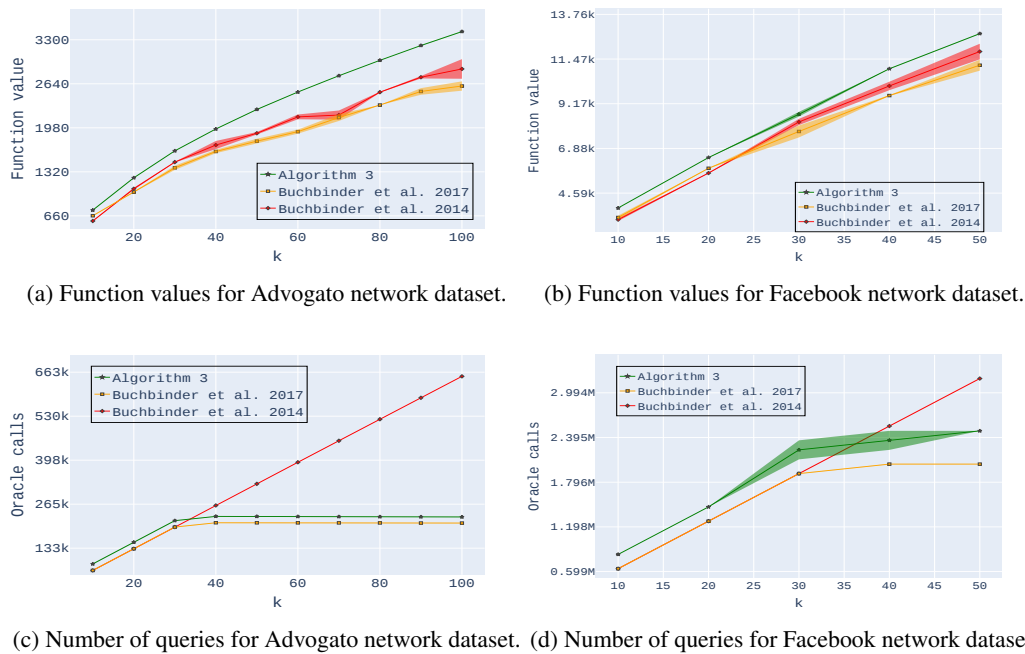 3300
2640
1980
1320
660
Function value
20 40 60 80 100
k
Algorithm 3
Buchbinder et al. 2017
Buchbinder et al. 2014
(a) Function values for Advogato network dataset.
13.76k
11.47k
9.17k
6.88k
4.59k
Function value
10 15 20 25 30 35 40 45 50
k
Algorithm 3
Buchbinder et al. 2017
Buchbinder et al. 2014
(b) Function values for Facebook network dataset.
663k
530k
398k
265k
133k
Oracle calls
20 40 60 80 100
k
Algorithm 3
Buchbinder et al. 2017
Buchbinder et al. 2014
(c) Number of queries for Advogato network dataset.
2.994M
2.395M
1.796M
1.198M
0.599M
Oracle calls
10 15 20 25 30 35 40 45 50
k
Algorithm 3
Buchbinder et al. 2017
Buchbinder et al. 2014
(d) Number of queries for Facebook network datase